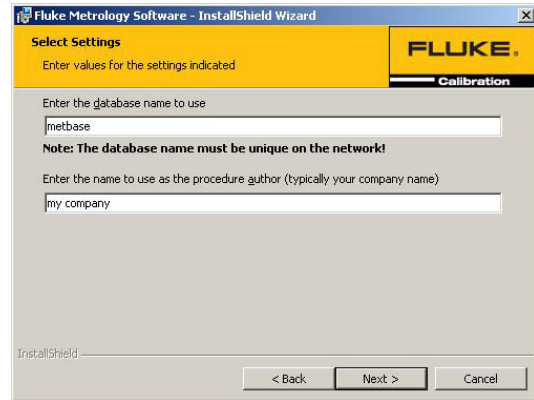 Fluke Metrology Software - InstallShield Wizard
Select Settings
Enter values for the settings indicated
FLUKE®
Calibration
Enter the database name to use
metbase
Note: The database name must be unique on the network!
Enter the name to use as the procedure author (typically your company name)
my company
InstallShield
< Back
Next >
Cancel